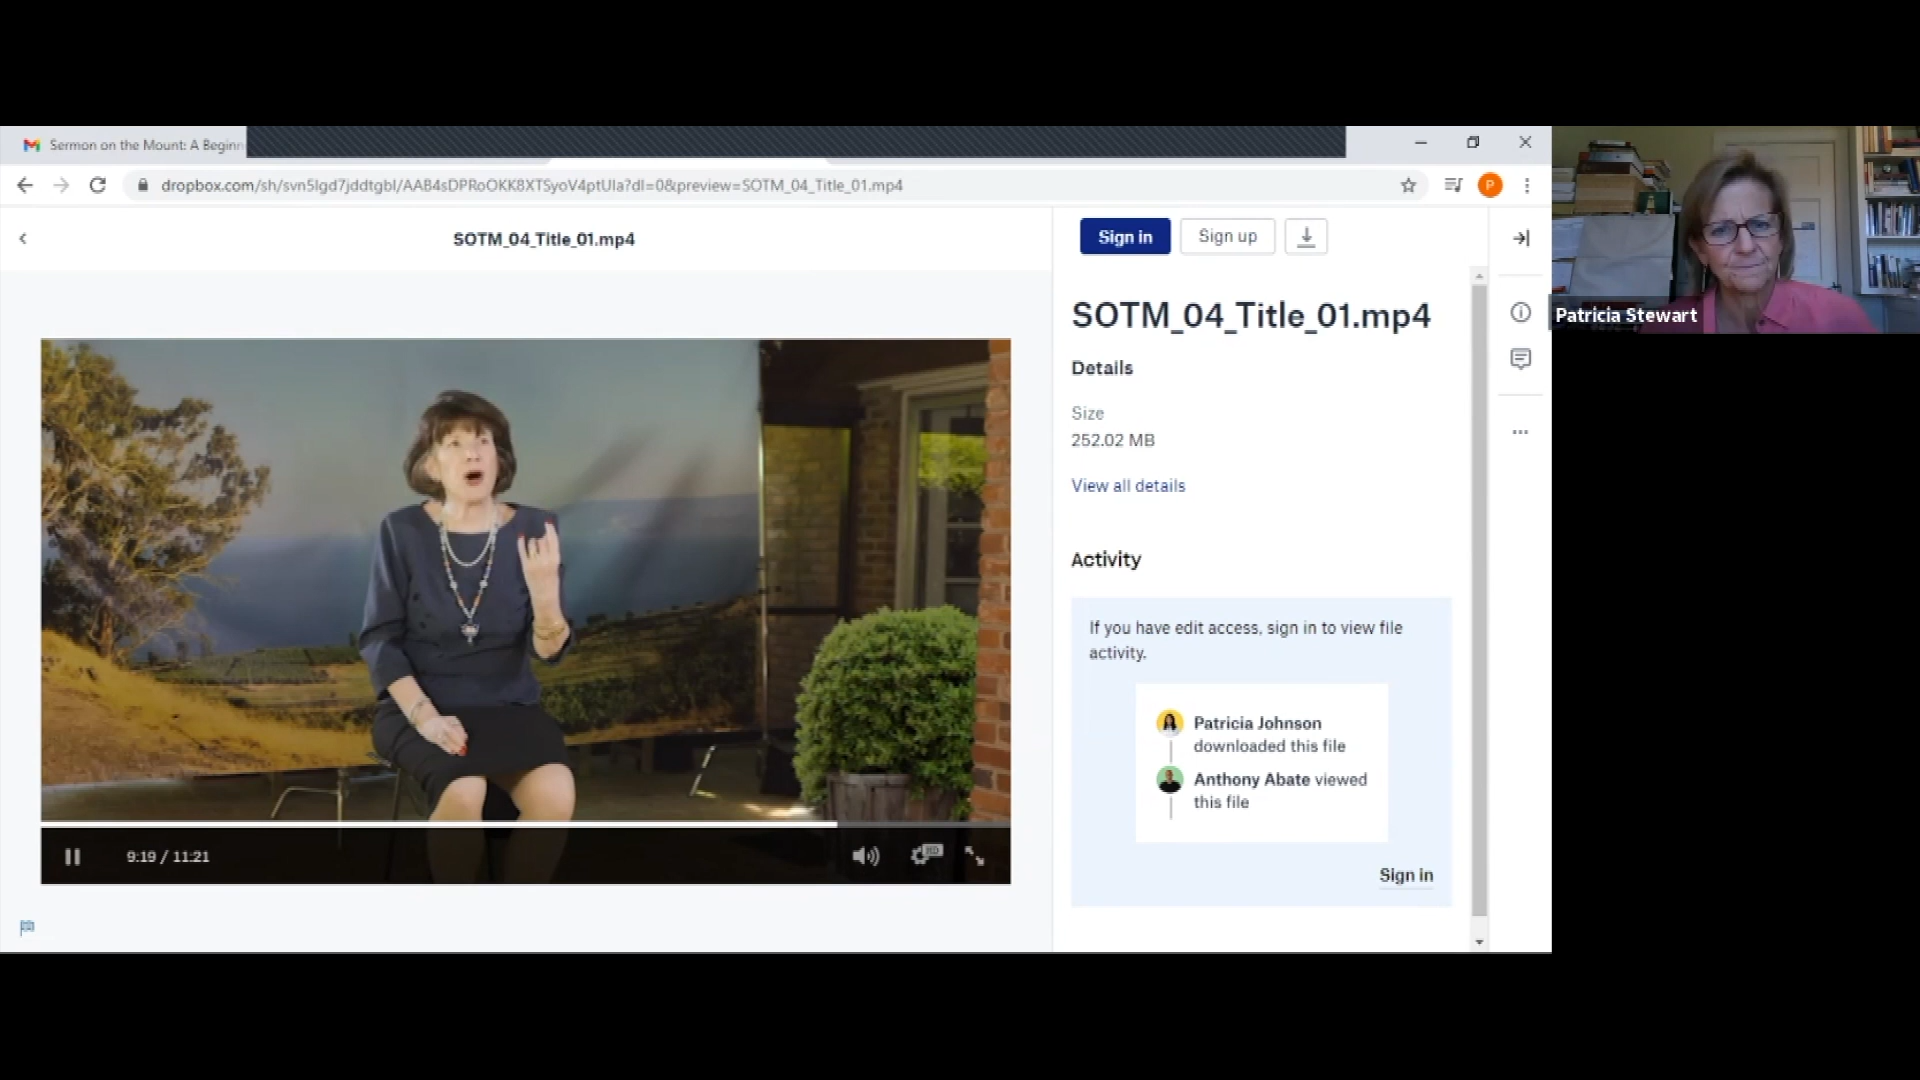 Sermon on the Mount: A Beginn
dropbox.com/sh/svn5lgd7jddtgbl/AAB4sDPRoOKK8XTSyoV4ptUIa?dl=0&preview=SOTM_04_Title_01.mp4
P
SOTM_04_Title_01.mp4
Sign in
Sign up
SOTM_04_Title_01.mp4
Details
Size
252.02 MB
View all details
Activity
If you have edit access, sign in to view file
activity.
Patricia Johnson
downloaded this file
Anthony Abate viewed
this file
Sign in
9:19 / 11:21
HD
Patricia Stewart